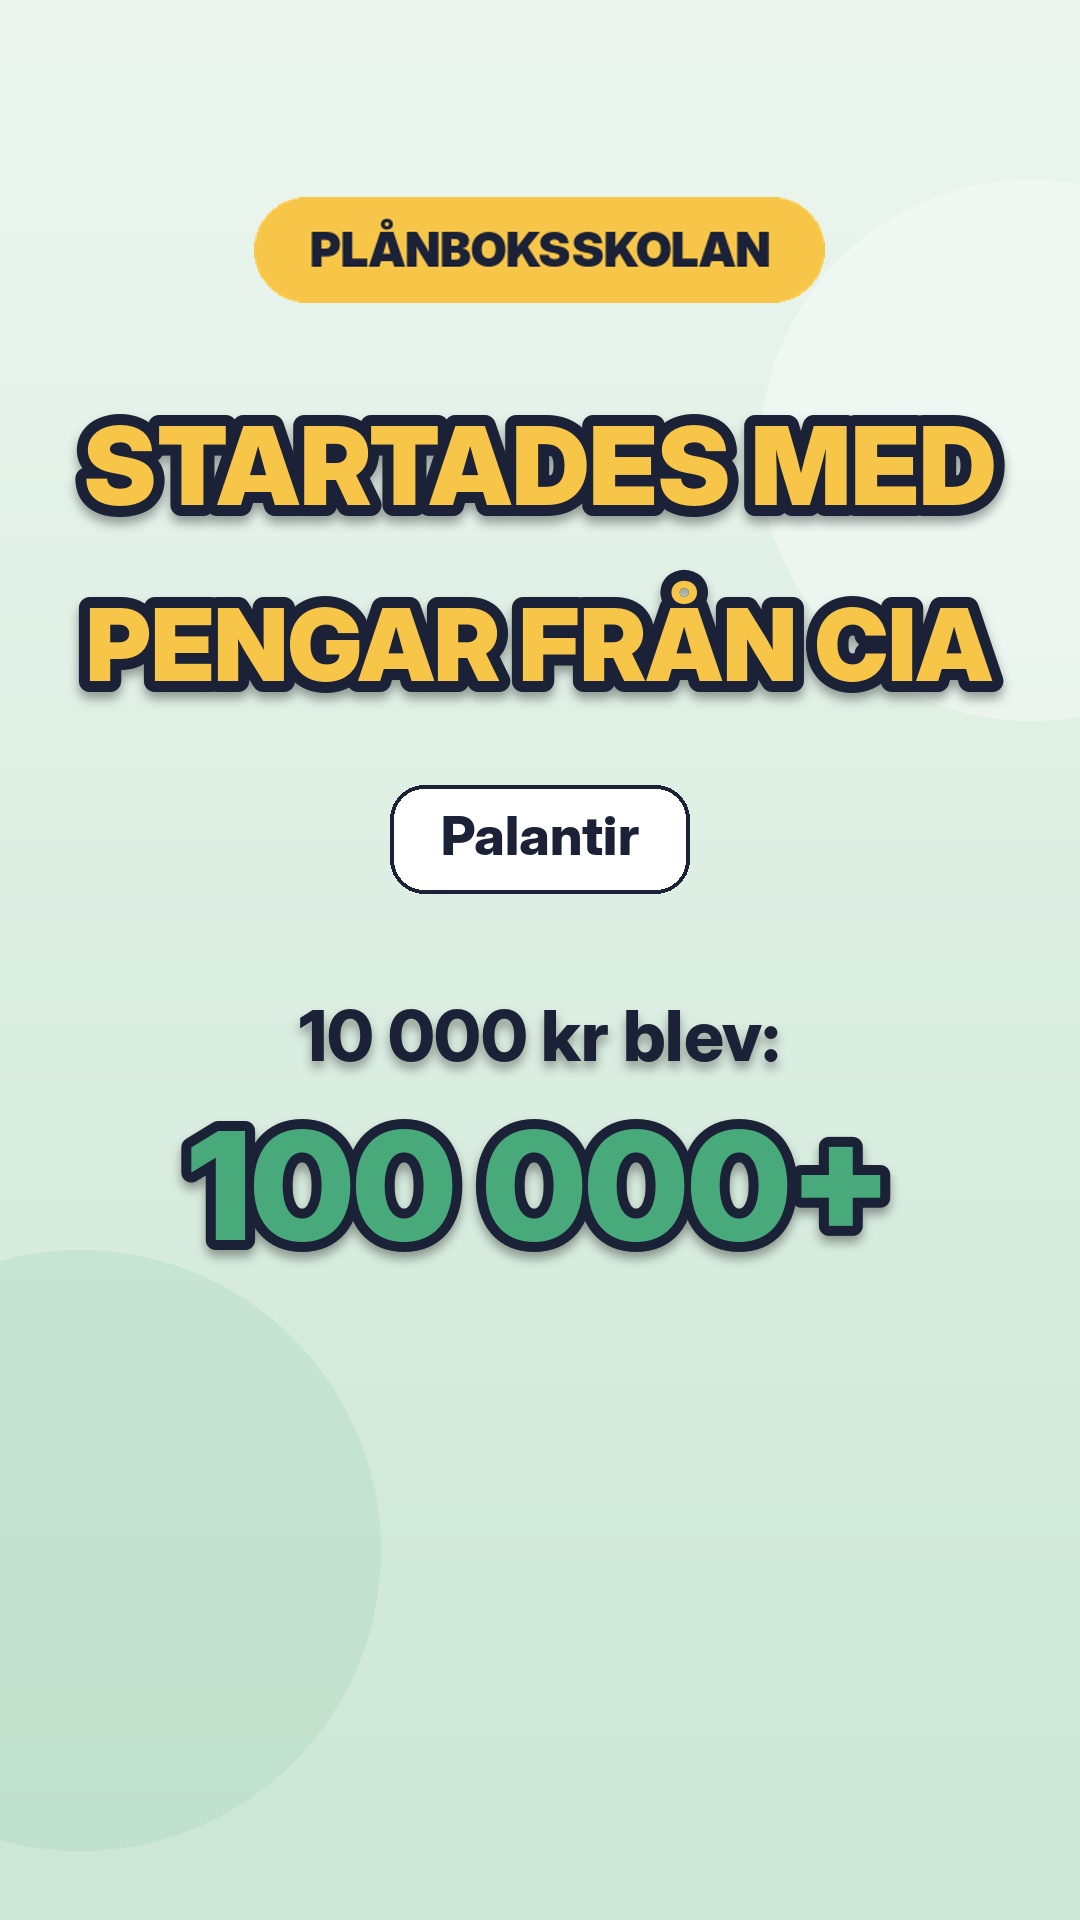 PLÅNBOKSSKOLAN
STARTADES MED
PENGAR FRÅN CIA
Palantir
10 000 kr blev:
100 000+